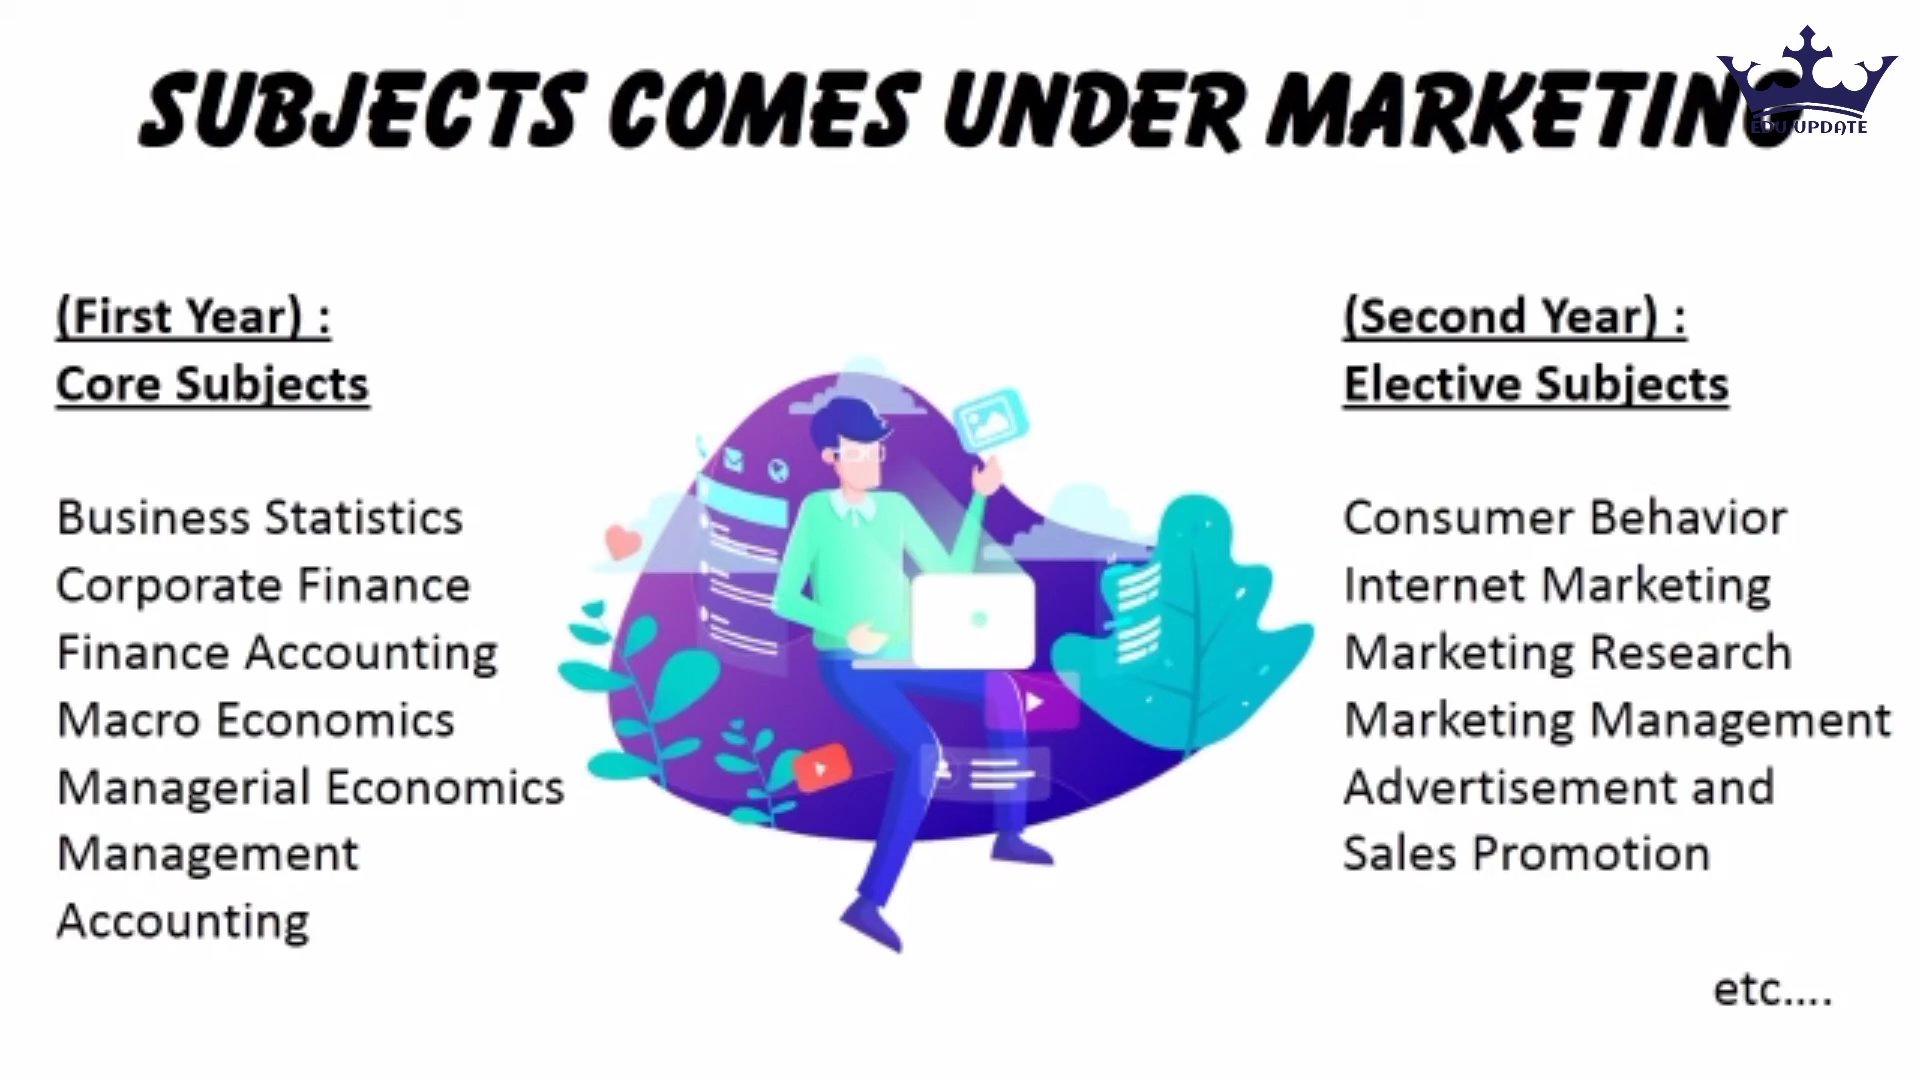 SUBJECTS COMES UNDER MARKETING
EDU UPDATE
(First Year) :
Core Subjects
Business Statistics
Corporate Finance
Finance Accounting
Macro Economics
Managerial Economics
Management
Accounting
(Second Year) :
Elective Subjects
Consumer Behavior
Internet Marketing
Marketing Research
Marketing Management
Advertisement and
Sales Promotion
etc....